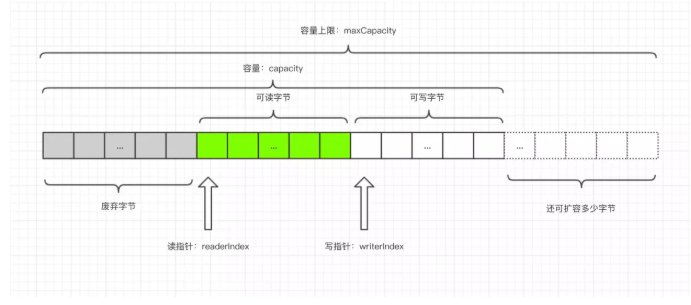 容量上限：maxCapacity
容量：capacity
可读字节
可写字节
... ... ... ...
废弃字节
还可扩容多少字节
读指针：readerIndex
写指针：writerIndex